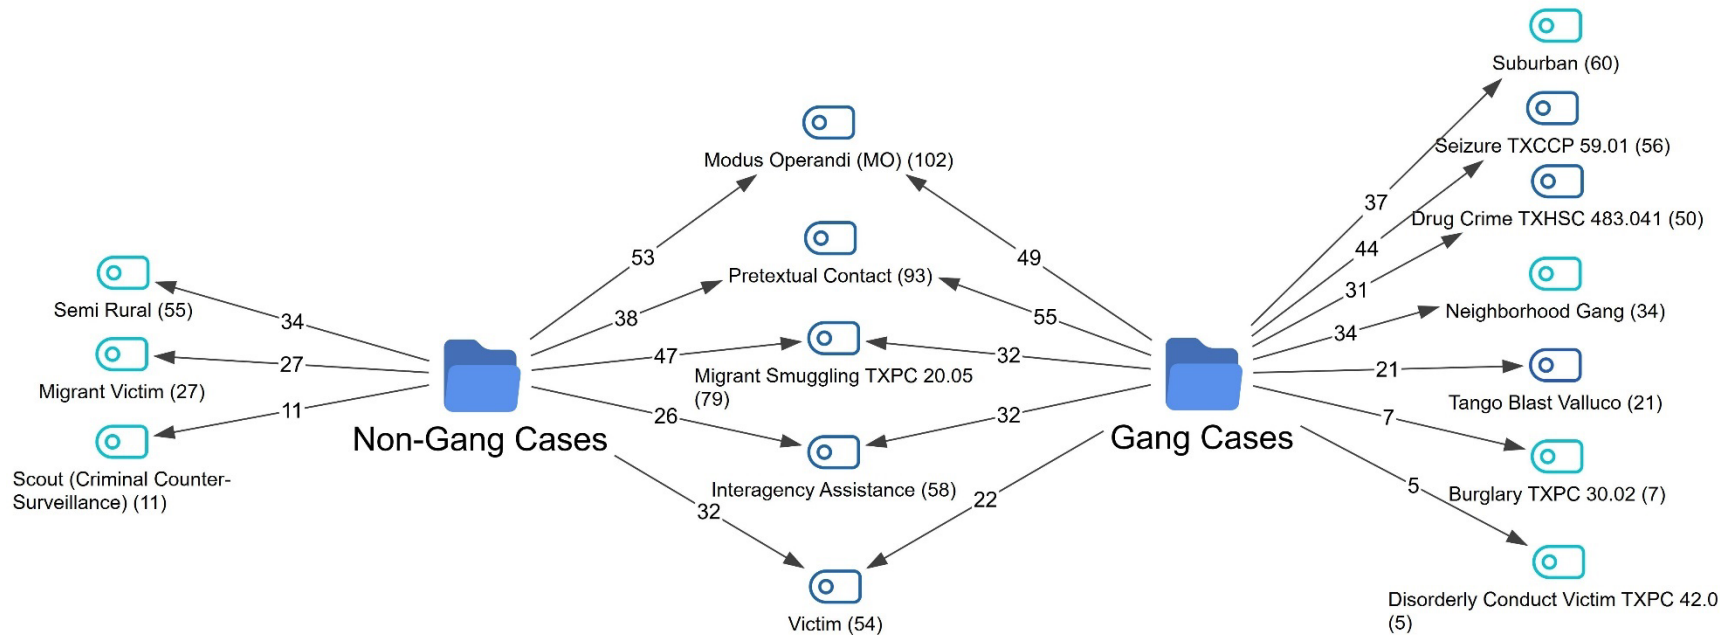 Suburban (60)
Seizure TXCCP 59.01 (56)
Modus Operandi (MO) (102)
37
Drug Crime TXHSC 483.041 (50)
44
53
49
Pretextual Contact (93)
31
Semi Rural (55)
Neighborhood Gang (34)
34
38
55
34
47
32
27
21
Migrant Victim (27)
Migrant Smuggling TXPC 20.05
(79)
Tango Blast Valluco (21)
11
26
32
7
Non-Gang Cases
Gang Cases
Scout (Criminal Counter-
Surveillance) (11)
Interagency Assistance (58)
5
Burglary TXPC 30.02 (7)
32
22
Disorderly Conduct Victim TXPC 42.0
(5)
Victim (54)